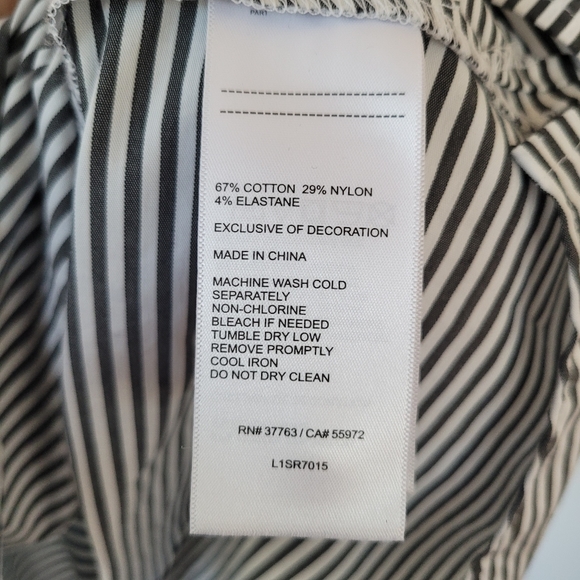 67% COTTON 29% NYLON
4% ELASTANE
EXCLUSIVE OF DECORATION
MADE IN CHINA
MACHINE WASH COLD
SEPARATELY
NON-CHLORINE
BLEACH IF NEEDED
TUMBLE DRY LOW
REMOVE PROMPTLY
COOL IRON
DO NOT DRY CLEAN
RN# 37763 / CA# 55972
L1SR7015